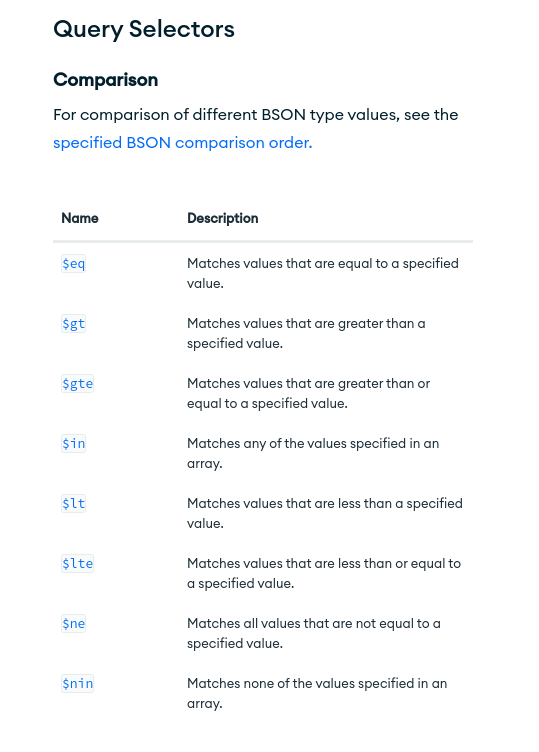 Query Selectors
Comparison
For comparison of different BSON type values, see the
specified BSON comparison order.
Name Description
$eq Matches values that are equal to a specified
value.
$gt Matches values that are greater than a
specified value.
$gte Matches values that are greater than or
equal to a specified value.
$in Matches any of the values specified in an
array.
$lt Matches values that are less than a specified
value.
$lte Matches values that are less than or equal to
a specified value.
$ne Matches all values that are not equal to a
specified value.
$nin Matches none of the values specified in an
array.